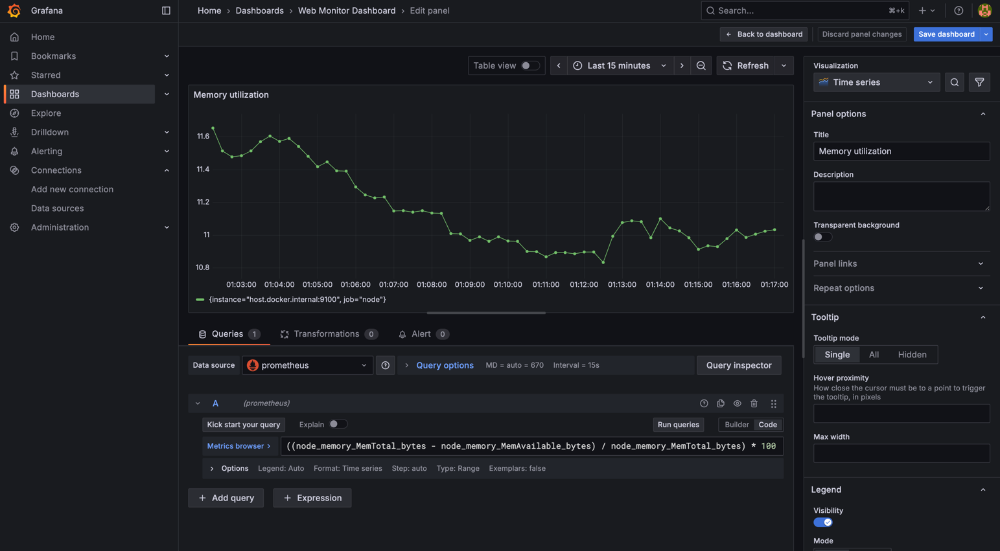 Grafana
Home › Dashboards › Web Monitor Dashboard › Edit panel
Search...
⌘+k
Back to dashboard
Discard panel changes
Save dashboard
Home
Bookmarks
Starred
Dashboards
Explore
Drilldown
Alerting
Connections
Add new connection
Data sources
Administration
Table view
Last 15 minutes
Refresh
Memory utilization
11.6
11.4
11.2
11
10.8
01:03:00 01:04:00 01:05:00 01:06:00 01:07:00 01:08:00 01:09:00 01:10:00 01:11:00 01:12:00 01:13:00 01:14:00 01:15:00 01:16:00 01:17:00
{instance="host.docker.internal:9100", job="node"}
Queries 1
Transformations 0
Alert 0
Data source
prometheus
Query options
MD = auto = 670
Interval = 15s
Query inspector
A
(prometheus)
Kick start your query
Explain
Run queries
Builder
Code
Metrics browser >
((node_memory_MemTotal_bytes - node_memory_MemAvailable_bytes) / node_memory_MemTotal_bytes) * 100
Options
Legend: Auto
Format: Time series
Step: auto
Type: Range
Exemplars: false
+ Add query
+ Expression
Visualization
Time series
Panel options
Title
Memory utilization
Description
Transparent background
Panel links
Repeat options
Tooltip
Tooltip mode
Single
All
Hidden
Hover proximity
How close the cursor must be to a point to trigger
the tooltip, in pixels
Max width
Legend
Visibility
Mode